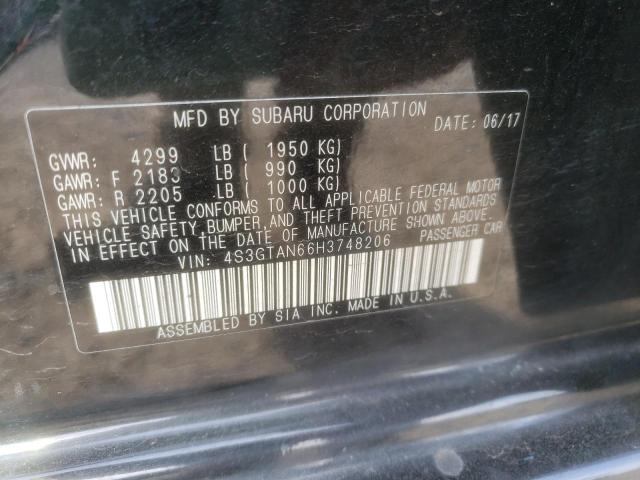 MFD BY SUBARU CORPORATION
DATE: 06/17
GVWR: 4299 LB ( 1950 KG)
GAWR: F 2183 LB ( 990 KG)
GAWR: R 2205 LB ( 1000 KG)
THIS VEHICLE CONFORMS TO ALL APPLICABLE FEDERAL MOTOR
VEHICLE SAFETY, BUMPER, AND THEFT PREVENTION STANDARDS
IN EFFECT ON THE DATE OF MANUFACTURE SHOWN ABOVE.
VIN: 4S3GTAN66H3748206 PASSENGER CAR
ASSEMBLED BY SIA INC. MADE IN U.S.A.